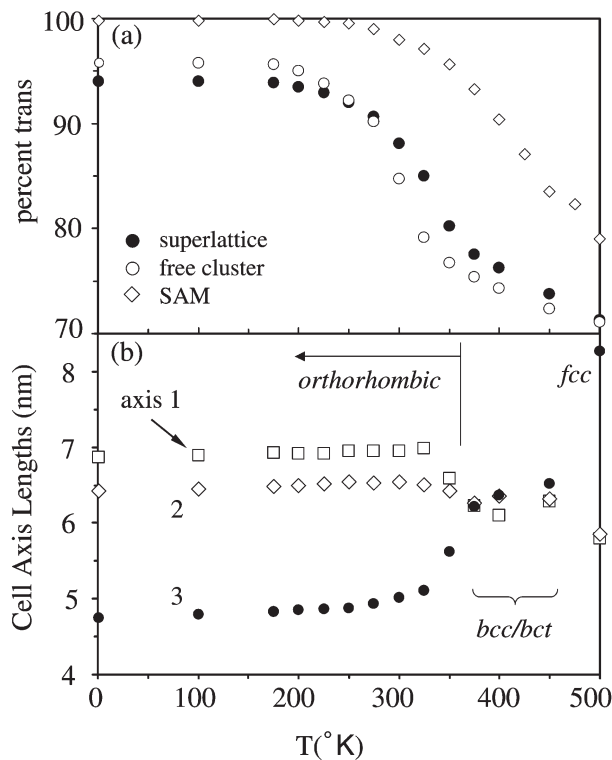 100
(a)
90
percent trans
80
superlattice
free cluster
SAM
70
(b)
8
orthorhombic
fcc
axis 1
7
Cell Axis Lengths (nm)
2
6
3
5
bcc/bct
4
0 100 200 300 400 500
T(°K)